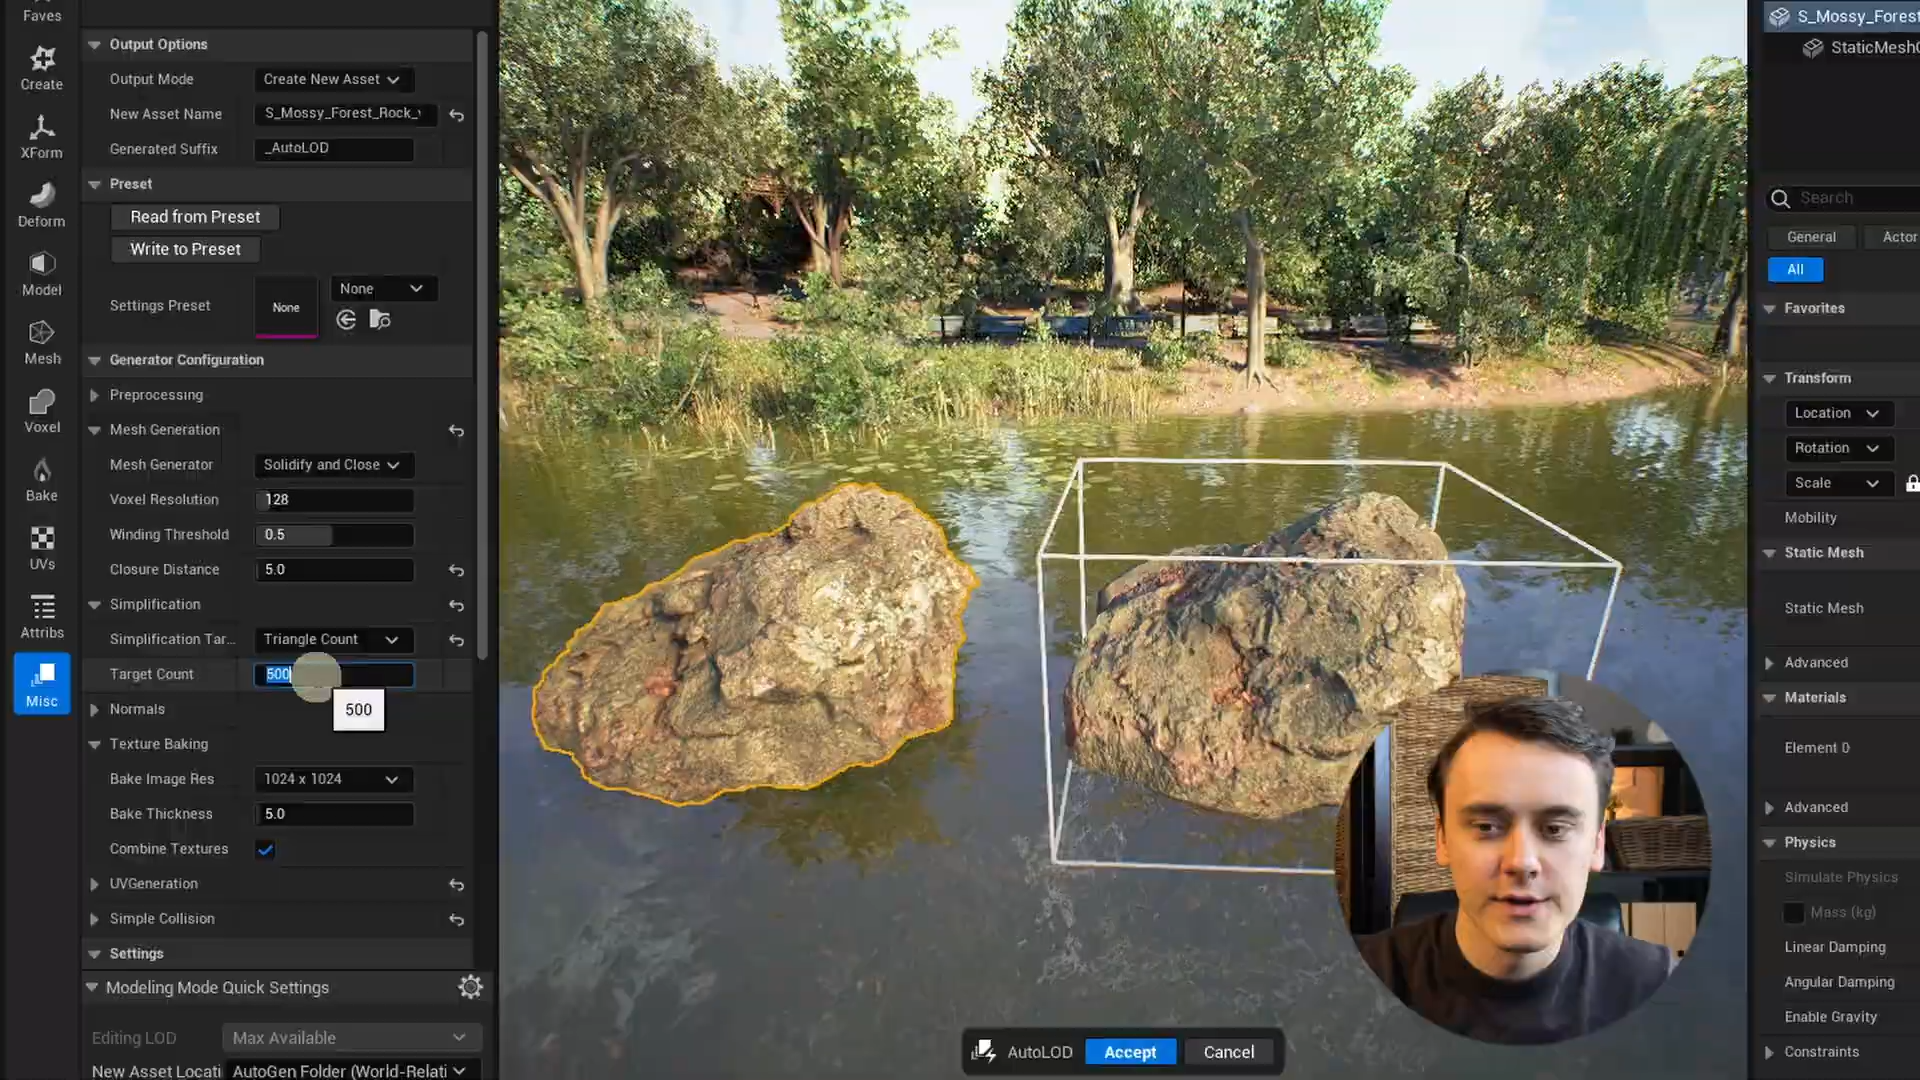 Faves
Create
XForm
Deform
Model
Mesh
Voxel
Bake
UVs
Attribs
Misc
Output Options
Output Mode Create New Asset
New Asset Name S_Mossy_Forest_Rock_
Generated Suffix _AutoLOD
Preset
Read from Preset
Write to Preset
Settings Preset None None
Generator Configuration
Preprocessing
Mesh Generation
Mesh Generator Solidify and Close
Voxel Resolution 128
Winding Threshold 0.5
Closure Distance 5.0
Simplification
Simplification Tar... Triangle Count
Target Count 500
500
Normals
Texture Baking
Bake Image Res 1024 x 1024
Bake Thickness 5.0
Combine Textures
UVGeneration
Simple Collision
Settings
Modeling Mode Quick Settings
Editing LOD Max Available
New Asset Locati AutoGen Folder (World-Relati
AutoLOD Accept Cancel
S_Mossy_Forest
StaticMeshC
Search
General Actor
All
Favorites
Transform
Location
Rotation
Scale
Mobility
Static Mesh
Static Mesh
Advanced
Materials
Element 0
Advanced
Physics
Simulate Physics
Mass (kg)
Linear Damping
Angular Damping
Enable Gravity
Constraints